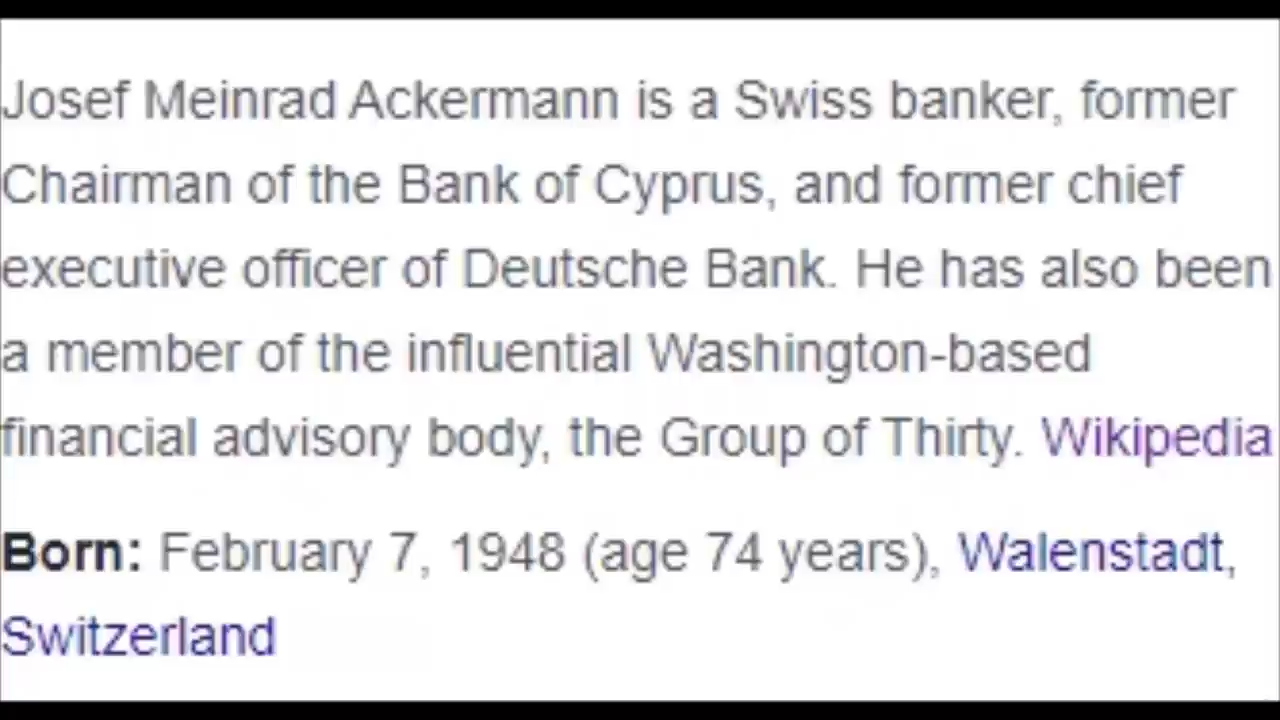 Josef Meinrad Ackermann is a Swiss banker, former
Chairman of the Bank of Cyprus, and former chief
executive officer of Deutsche Bank. He has also been
a member of the influential Washington-based
financial advisory body, the Group of Thirty. Wikipedia
Born: February 7, 1948 (age 74 years), Walenstadt,
Switzerland